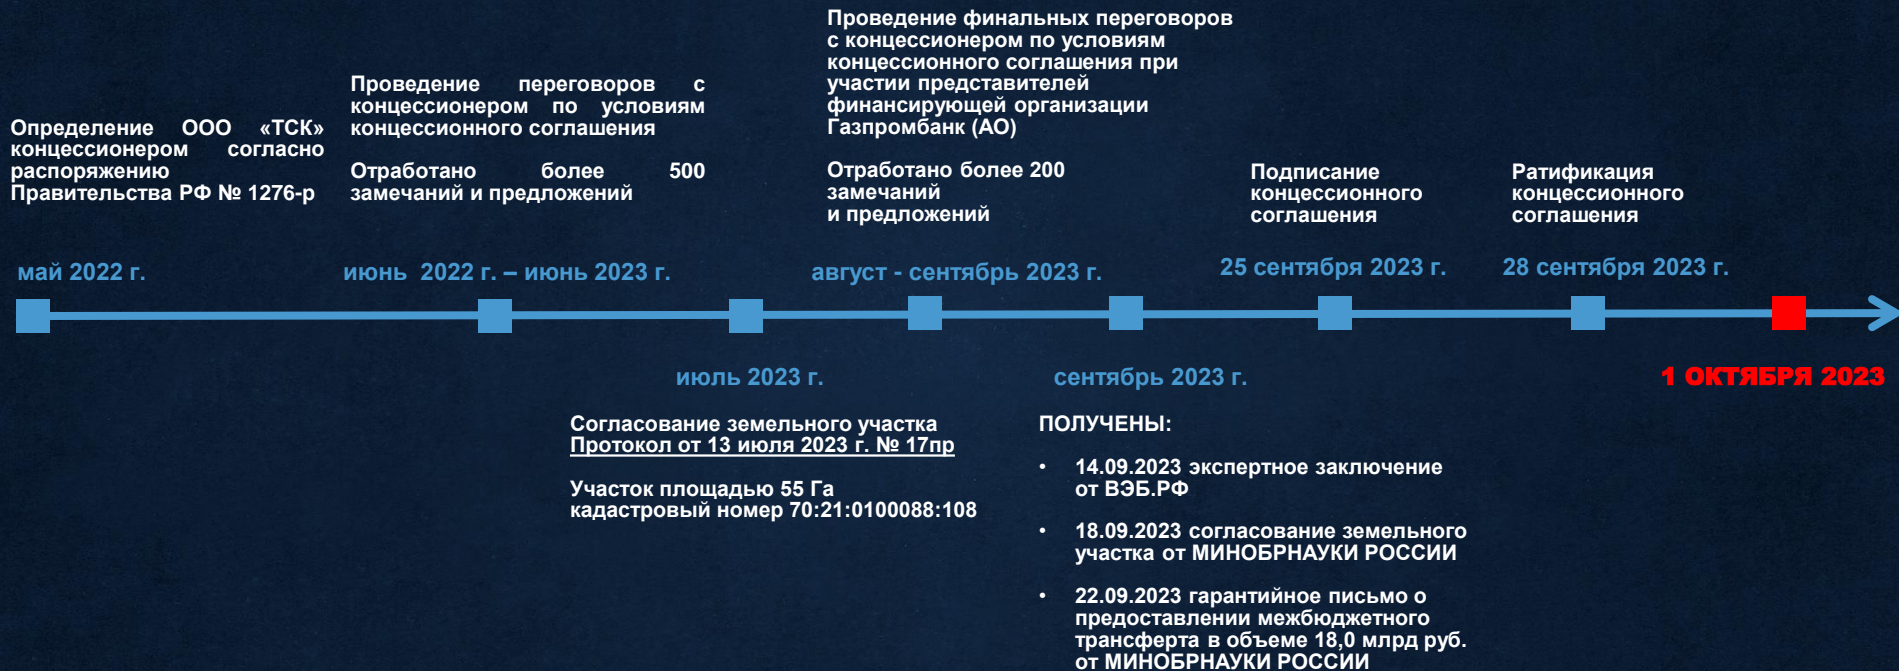 Определение ООО «ТСК»
концессионером согласно
распоряжению
Правительства РФ № 1276-р
май 2022 г.
Проведение переговоров с
концессионером по условиям
концессионного соглашения
Отработано более 500
замечаний и предложений
июнь 2022 г. – июнь 2023 г.
июль 2023 г.
Согласование земельного участка
Протокол от 13 июля 2023 г. № 17пр
Участок площадью 55 Га
кадастровый номер 70:21:0100088:108
Проведение финальных переговоров
с концессионером по условиям
концессионного соглашения при
участии представителей
финансирующей организации
Газпромбанк (АО)
Отработано более 200
замечаний
и предложений
август - сентябрь 2023 г.
сентябрь 2023 г.
ПОЛУЧЕНЫ:
• 14.09.2023 экспертное заключение
от ВЭБ.РФ
• 18.09.2023 согласование земельного
участка от МИНОБРНАУКИ РОССИИ
• 22.09.2023 гарантийное письмо о
предоставлении межбюджетного
трансферта в объеме 18,0 млрд руб.
от МИНОБРНАУКИ РОССИИ
Подписание
концессионного
соглашения
25 сентября 2023 г.
Ратификация
концессионного
соглашения
28 сентября 2023 г.
1 ОКТЯБРЯ 2023